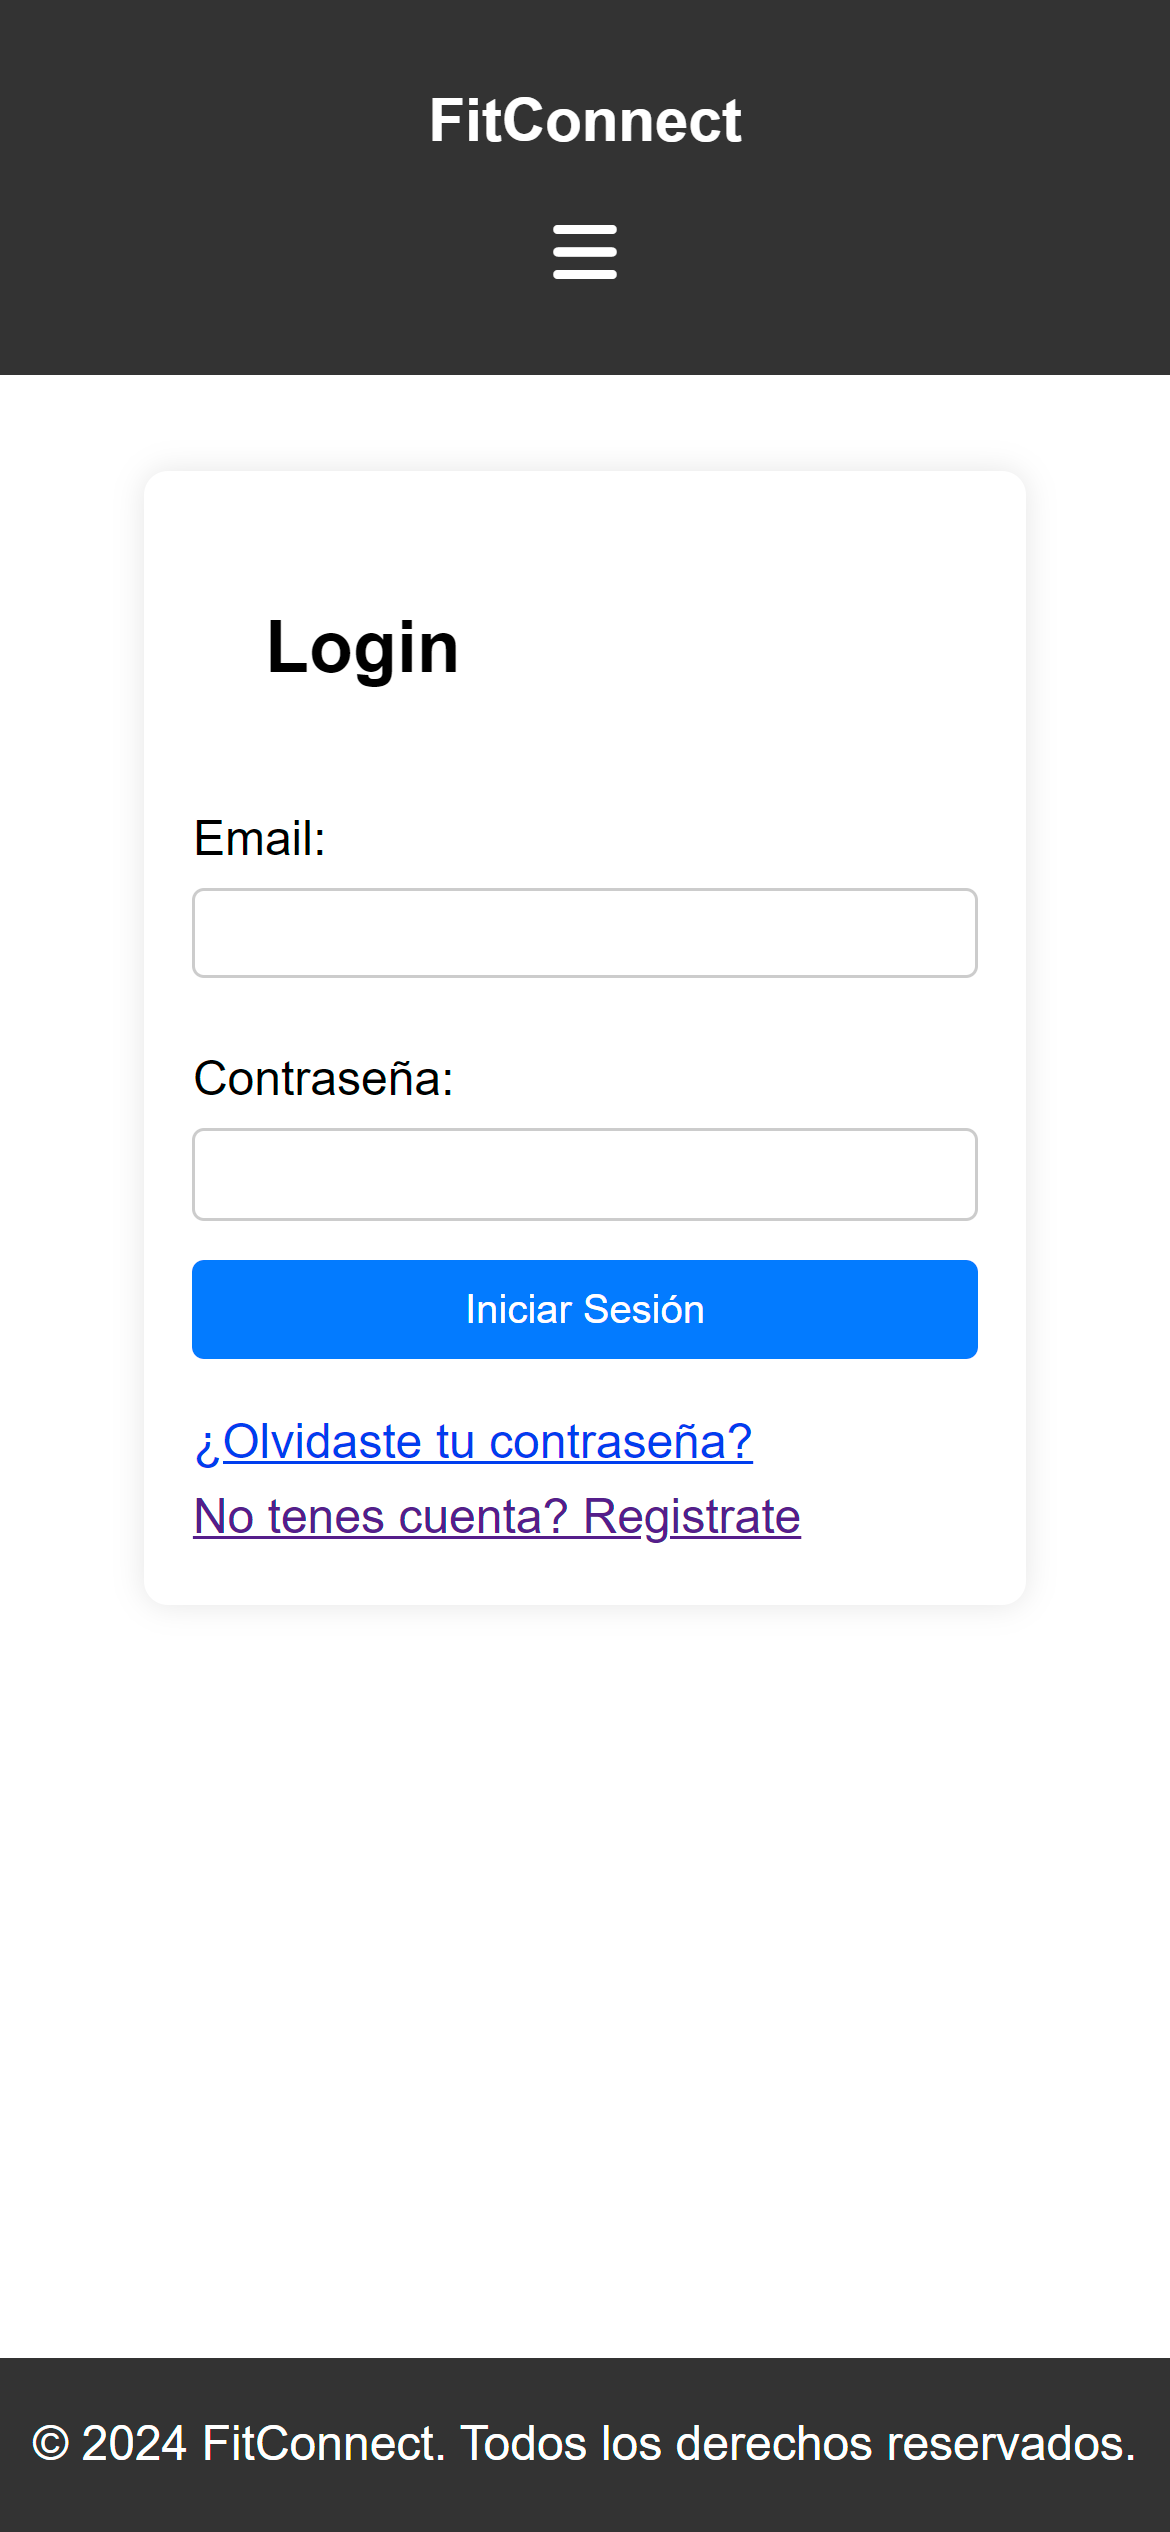 FitConnect
Login
Email:
Contraseña:
Iniciar Sesión
¿Olvidaste tu contraseña?
No tenes cuenta? Registrate
© 2024 FitConnect. Todos los derechos reservados.